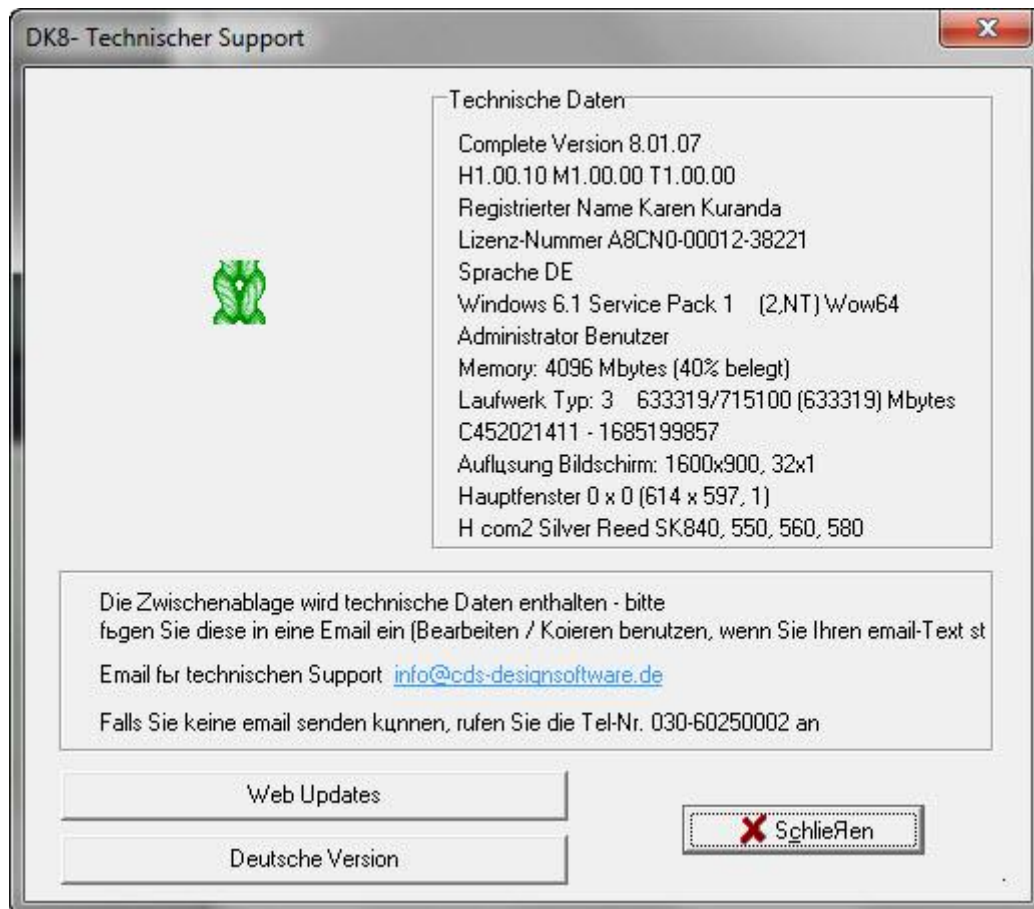 DK8- Technischer Support
Technische Daten
Complete Version 8.01.07
H1.00.10 M1.00.00 T1.00.00
Registrierter Name Karen Kuranda
Lizenz-Nummer A8CN0-00012-38221
Sprache DE
Windows 6.1 Service Pack 1 (2,NT) Wow64
Administrator Benutzer
Memory: 4096 Mbytes (40% belegt)
Laufwerk Typ: 3 633319/715100 (633319) Mbytes
C452021411 - 1685199857
Auflцsung Bildschirm: 1600x900, 32x1
Hauptfenster 0 x 0 (614 x 597, 1)
H com2 Silver Reed SK840, 550, 560, 580
Die Zwischenablage wird technische Daten enthalten - bitte
fьgen Sie diese in eine Email ein (Bearbeiten / Koieren benutzen, wenn Sie Ihren email-Text st
Email fьr technischen Support info@cds-designsoftware.de
Falls Sie keine email senden kцnnen, rufen Sie die Tel-Nr. 030-60250002 an
Web Updates
Deutsche Version
SchlieЯen